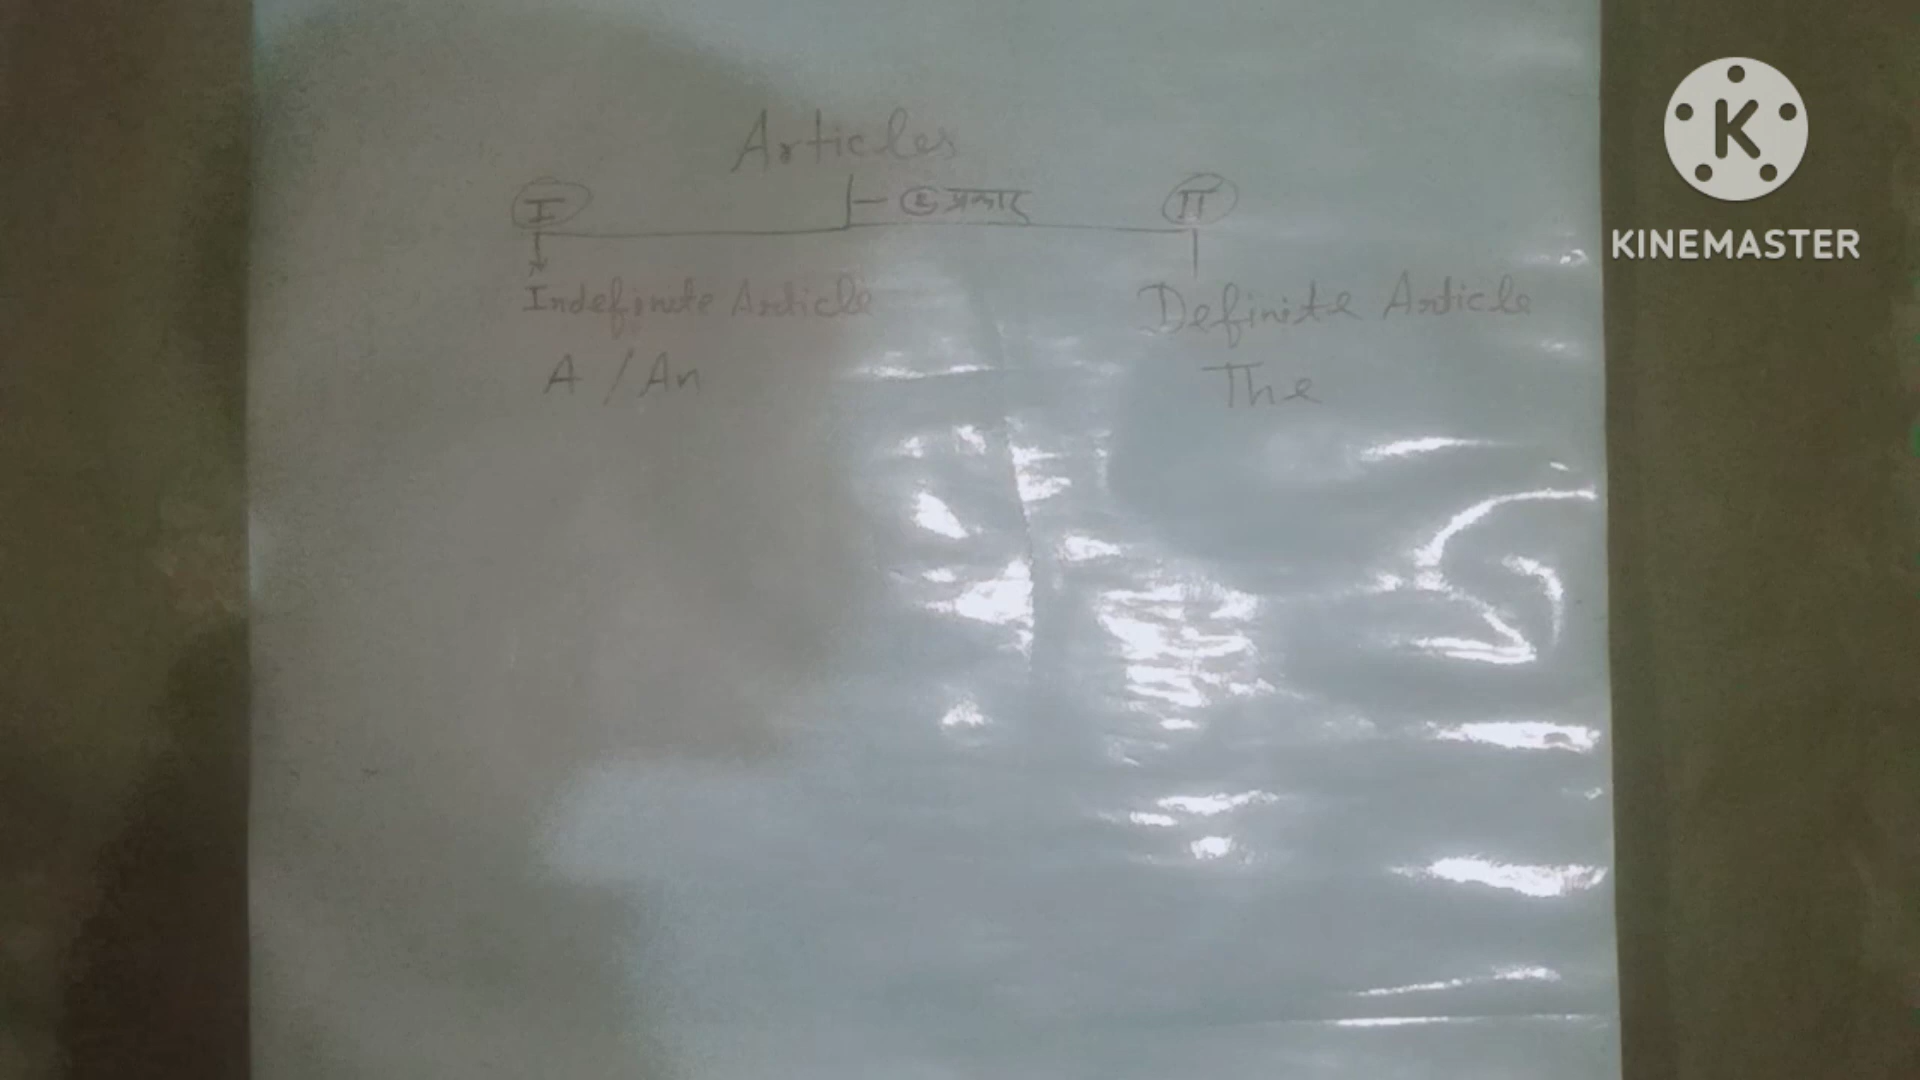 Articles
I ② प्रकार II
Indefinite Article Definite Article
A / An The
KINEMASTER